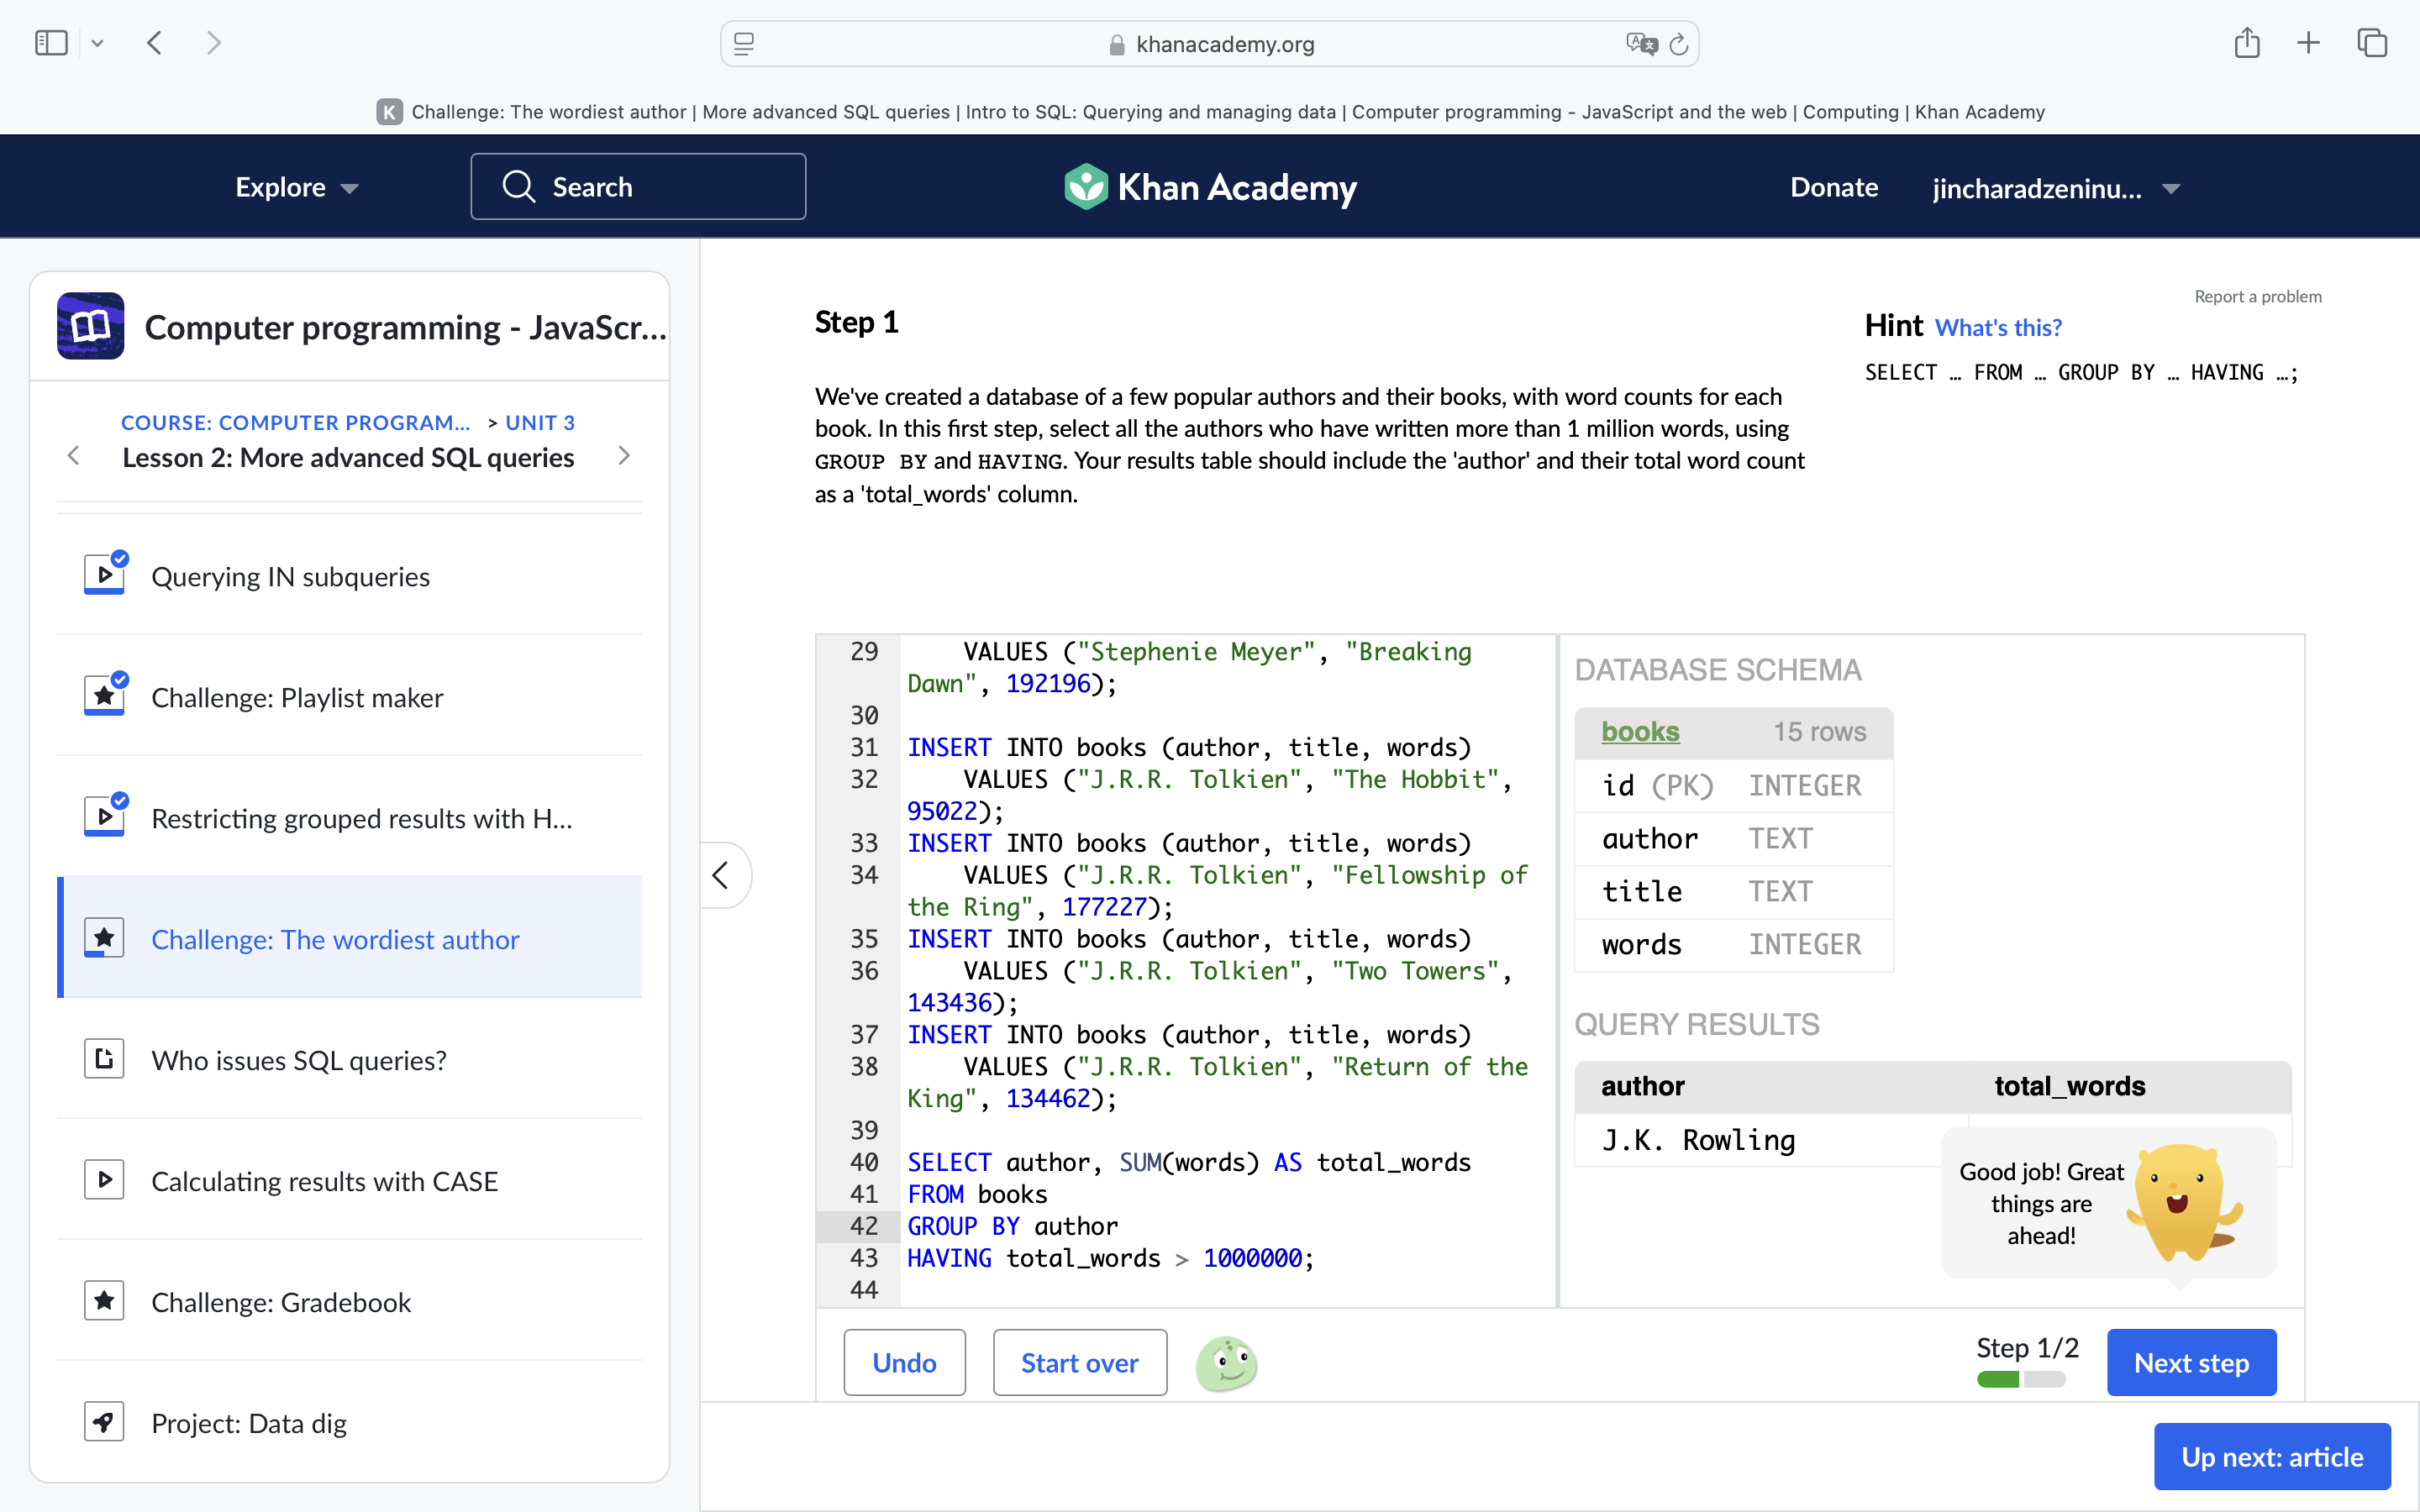 khanacademy.org
K Challenge: The wordiest author | More advanced SQL queries | Intro to SQL: Querying and managing data | Computer programming - JavaScript and the web | Computing | Khan Academy
Explore
Search
Khan Academy
Donate
jincharadzeninu...
Computer programming - JavaScr...
COURSE: COMPUTER PROGRAM... > UNIT 3
Lesson 2: More advanced SQL queries
Querying IN subqueries
Challenge: Playlist maker
Restricting grouped results with H...
Challenge: The wordiest author
Who issues SQL queries?
Calculating results with CASE
Challenge: Gradebook
Project: Data dig
Report a problem
Step 1
We've created a database of a few popular authors and their books, with word counts for each
book. In this first step, select all the authors who have written more than 1 million words, using
GROUP BY and HAVING. Your results table should include the 'author' and their total word count
as a 'total_words' column.
Hint What's this?
SELECT … FROM … GROUP BY … HAVING …;
29 VALUES ("Stephenie Meyer", "Breaking
Dawn", 192196);
30
31 INSERT INTO books (author, title, words)
32 VALUES ("J.R.R. Tolkien", "The Hobbit",
95022);
33 INSERT INTO books (author, title, words)
34 VALUES ("J.R.R. Tolkien", "Fellowship of
the Ring", 177227);
35 INSERT INTO books (author, title, words)
36 VALUES ("J.R.R. Tolkien", "Two Towers",
143436);
37 INSERT INTO books (author, title, words)
38 VALUES ("J.R.R. Tolkien", "Return of the
King", 134462);
39
40 SELECT author, SUM(words) AS total_words
41 FROM books
42 GROUP BY author
43 HAVING total_words > 1000000;
44
DATABASE SCHEMA
books 15 rows
id (PK) INTEGER
author TEXT
title TEXT
words INTEGER
QUERY RESULTS
author total_words
J.K. Rowling
Good job! Great
things are
ahead!
Undo
Start over
Step 1/2
Next step
Up next: article